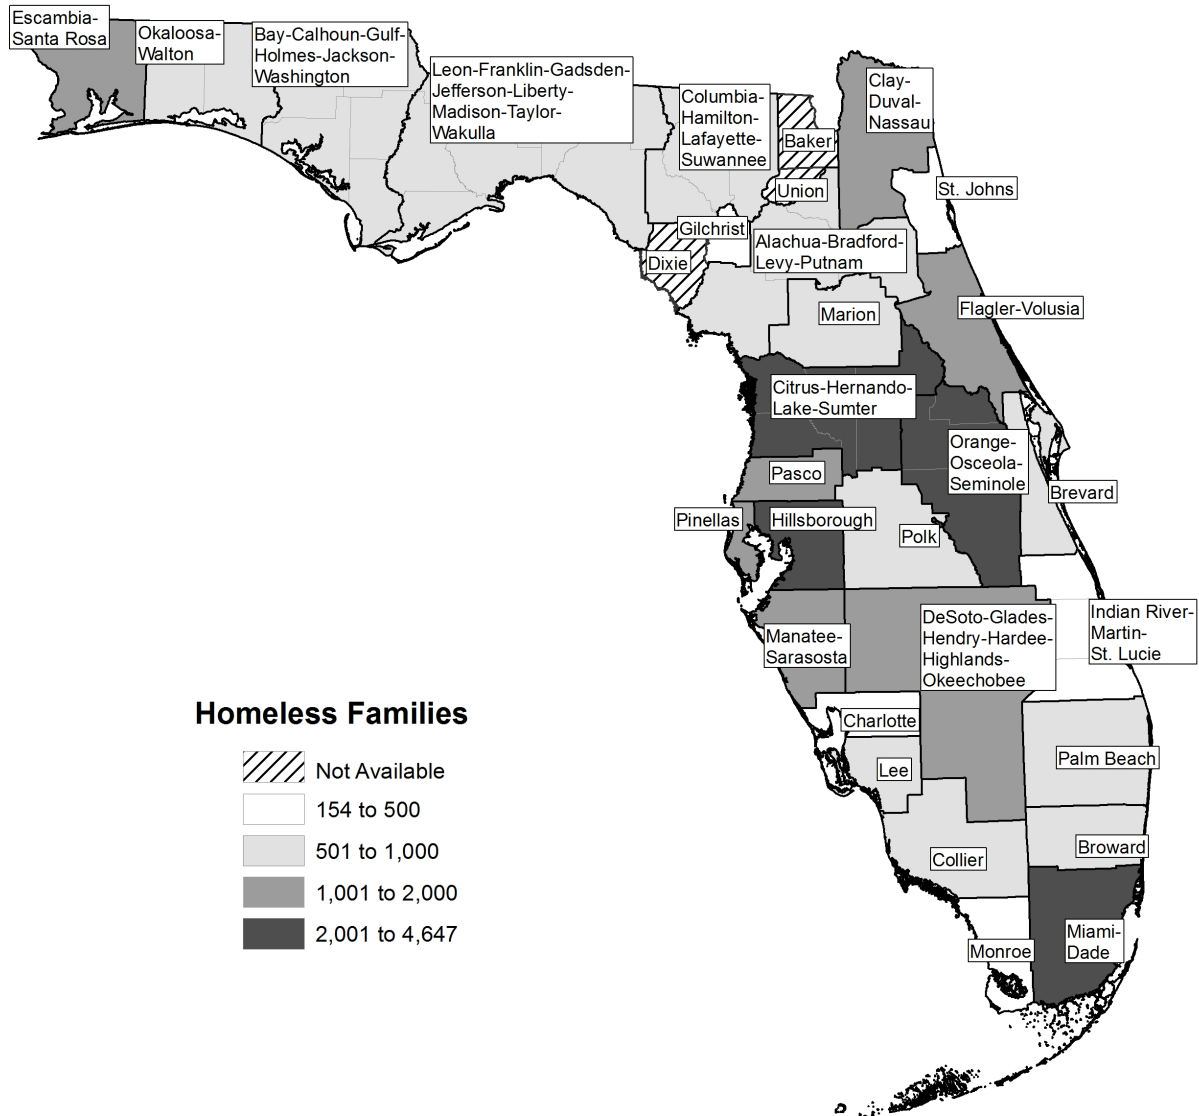 Escambia-
Santa Rosa
Okaloosa-
Walton
Bay-Calhoun-Gulf-
Holmes-Jackson-
Washington
Leon-Franklin-Gadsden-
Jefferson-Liberty-
Madison-Taylor-
Wakulla
Columbia-
Hamilton-
Lafayette-
Suwannee
Baker
Clay-
Duval-
Nassau
Union
St. Johns
Gilchrist
Dixie
Alachua-Bradford-
Levy-Putnam
Marion
Flagler-Volusia
Citrus-Hernando-
Lake-Sumter
Orange-
Osceola-
Seminole
Pasco
Brevard
Pinellas
Hillsborough
Polk
Manatee-
Sarasosta
DeSoto-Glades-
Hendry-Hardee-
Highlands-
Okeechobee
Indian River-
Martin-
St. Lucie
Charlotte
Lee
Palm Beach
Collier
Broward
Monroe
Miami-
Dade
Homeless Families
Not Available
154 to 500
501 to 1,000
1,001 to 2,000
2,001 to 4,647